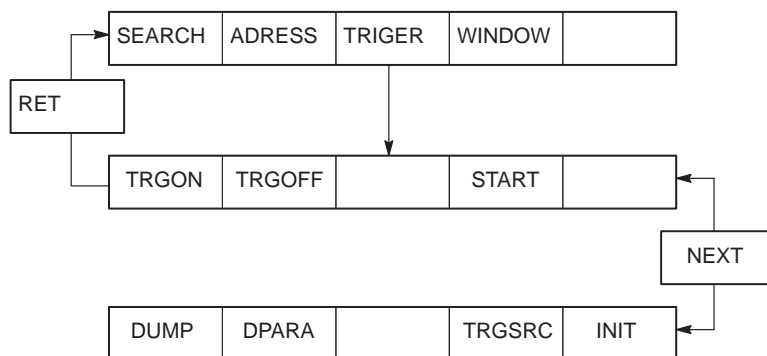 SEARCH ADRESS TRIGER WINDOW
RET
TRGON TRGOFF START
NEXT
DUMP DPARA TRGSRC INIT